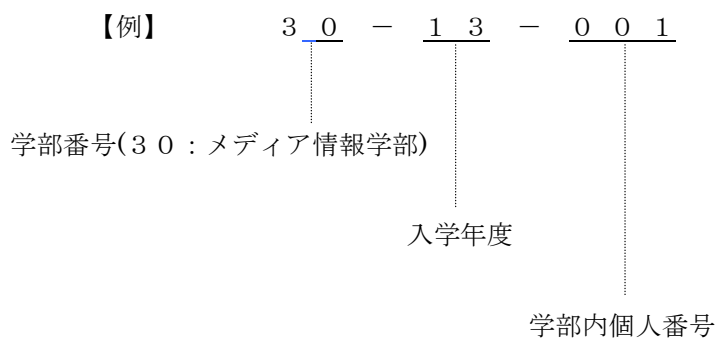 【例】 ３０ － １３ － ００１
学部番号(３０：メディア情報学部)
入学年度
学部内個人番号